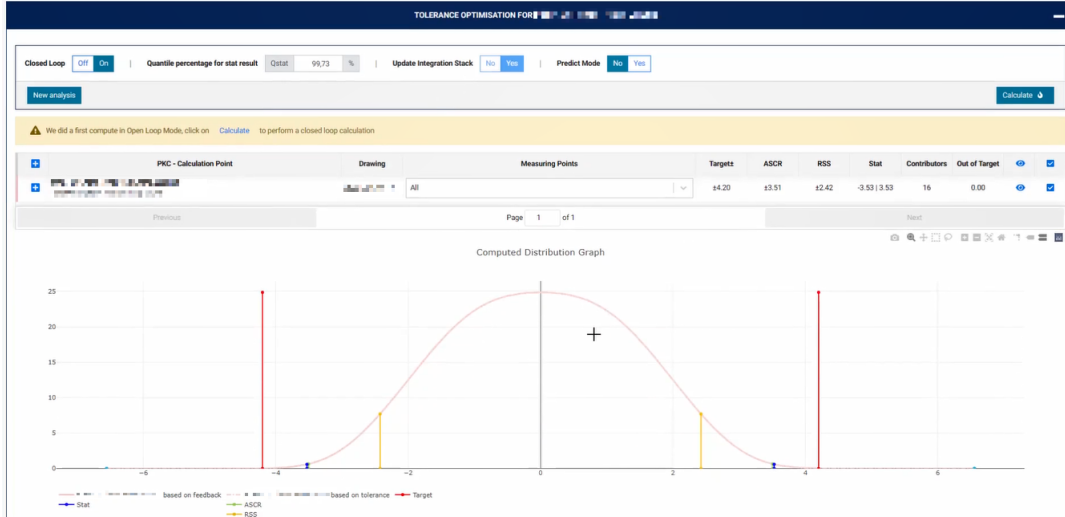 TOLERANCE OPTIMISATION FOR
Closed Loop Off On | Quantile percentage for stat result Qstat 99,73 % | Update Integration Stack No Yes | Predict Mode No Yes
New analysis Calculate
We did a first compute in Open Loop Mode, click on Calculate to perform a closed loop calculation
PKC - Calculation Point Drawing Measuring Points Target± ASCR RSS Stat Contributors Out of Target
All ±4.20 ±3.51 ±2.42 -3.53 | 3.53 16 0.00
Previous Page 1 of 1 Next
Computed Distribution Graph
25
20
15
10
5
0
−6 −4 −2 0 2 4 6
based on feedback based on tolerance Target
Stat ASCR
RSS